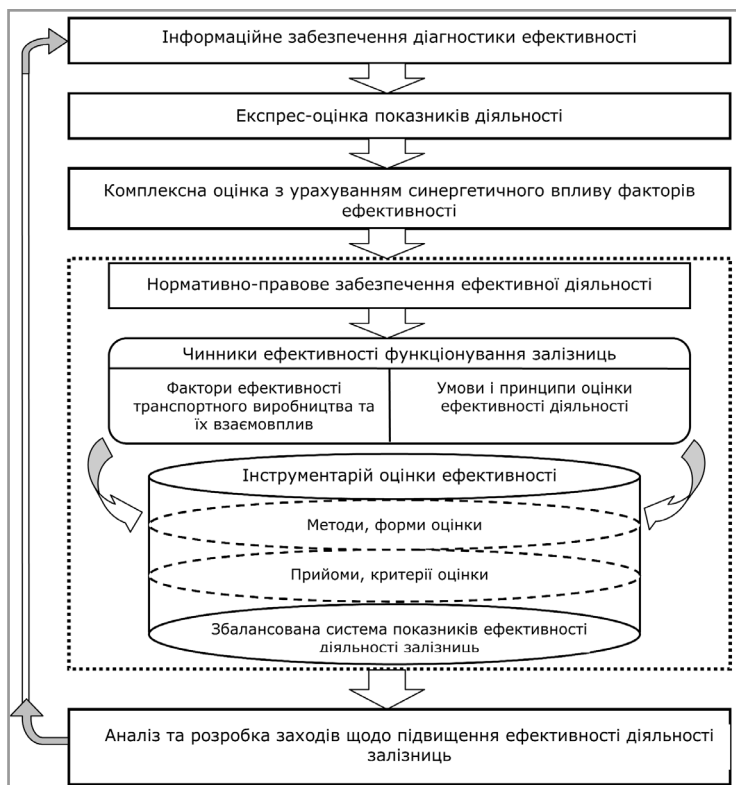 Інформаційне забезпечення діагностики ефективності
Експрес-оцінка показників діяльності
Комплексна оцінка з урахуванням синергетичного впливу факторів
ефективності
Нормативно-правове забезпечення ефективної діяльності
Чинники ефективності функціонування залізниць
Фактори ефективності
транспортного виробництва та
їх взаємовплив
Умови і принципи оцінки
ефективності діяльності
Інструментарій оцінки ефективності
Методи, форми оцінки
Прийоми, критерії оцінки
Збалансована система показників ефективності
діяльності залізниць
Аналіз та розробка заходів щодо підвищення ефективності діяльності
залізниць